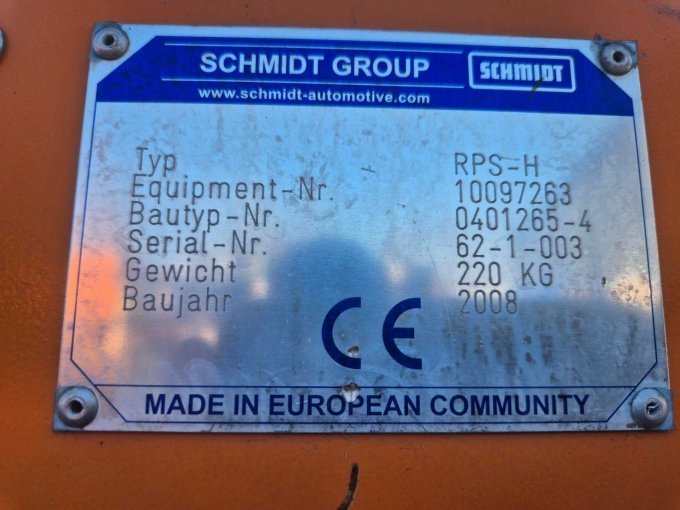 SCHMIDT GROUP SCHMIDT
www.schmidt-automotive.com
Typ RPS-H
Equipment-Nr. 10097263
Bautyp-Nr. 0401265-4
Serial-Nr. 62-1-003
Gewicht 220 KG
Baujahr 2008
CE
MADE IN EUROPEAN COMMUNITY